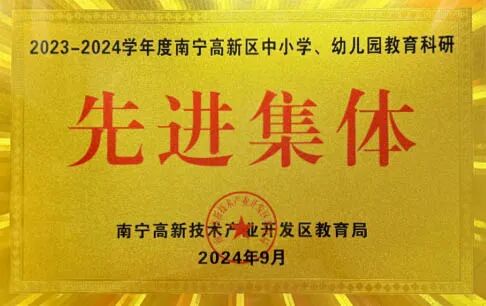 2023-2024学年度南宁高新区中小学、幼儿园教育科研
先进集体
南宁高新技术产业开发区教育局
2024年9月